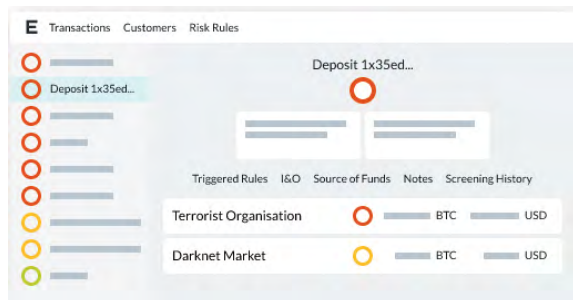 E Transactions Customers Risk Rules
Deposit 1x35ed...
Deposit 1x35ed...
Triggered Rules I&O Source of Funds Notes Screening History
Terrorist Organisation BTC USD
Darknet Market BTC USD